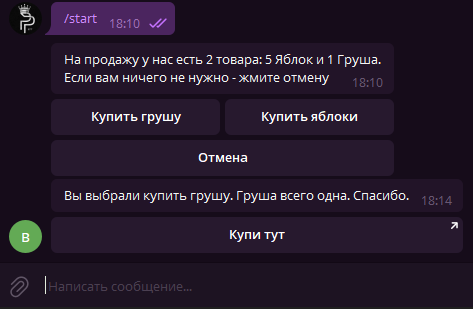 /start 18:10
На продажу у нас есть 2 товара: 5 Яблок и 1 Груша.
Если вам ничего не нужно - жмите отмену 18:10
Купить грушу Купить яблоки
Отмена
Вы выбрали купить грушу. Груша всего одна. Спасибо. 18:14
В
Купи тут
Написать сообщение...